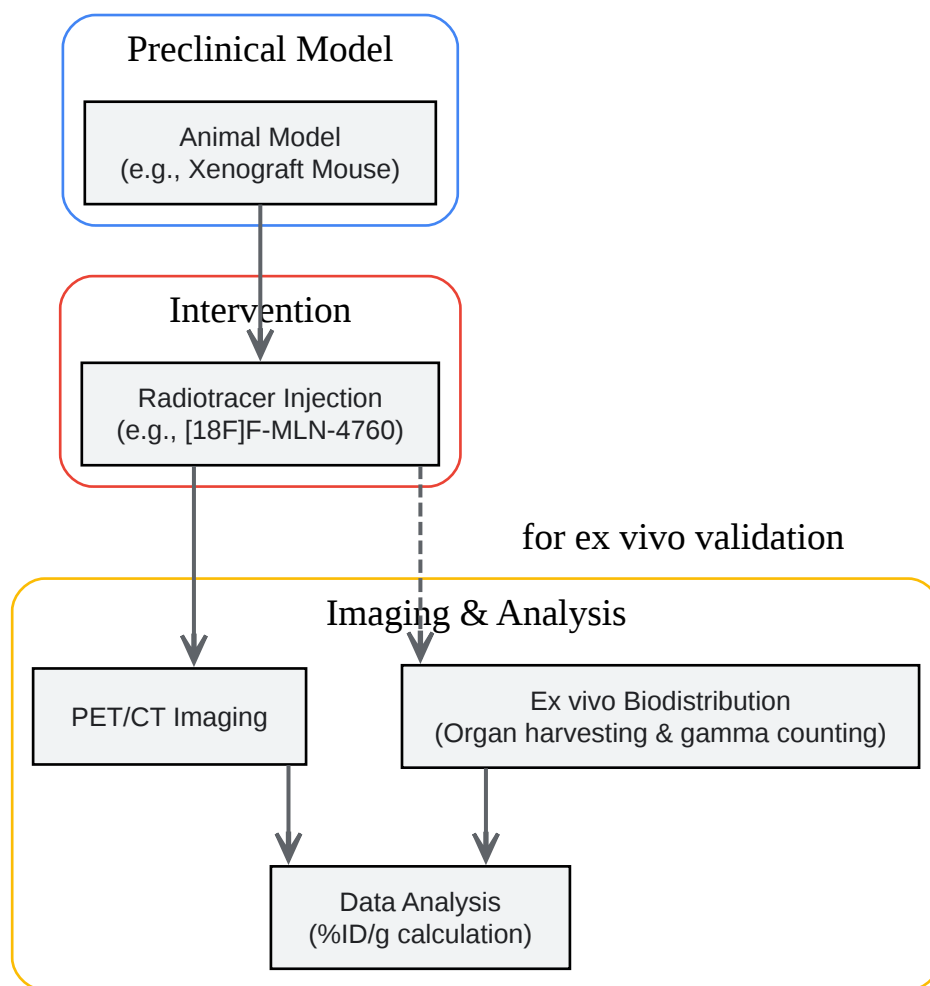 Preclinical Model
Animal Model
(e.g., Xenograft Mouse)
Intervention
Radiotracer Injection
(e.g., [18F]F-MLN-4760)
for ex vivo validation
Imaging & Analysis
PET/CT Imaging
Ex vivo Biodistribution
(Organ harvesting & gamma counting)
Data Analysis
(%ID/g calculation)